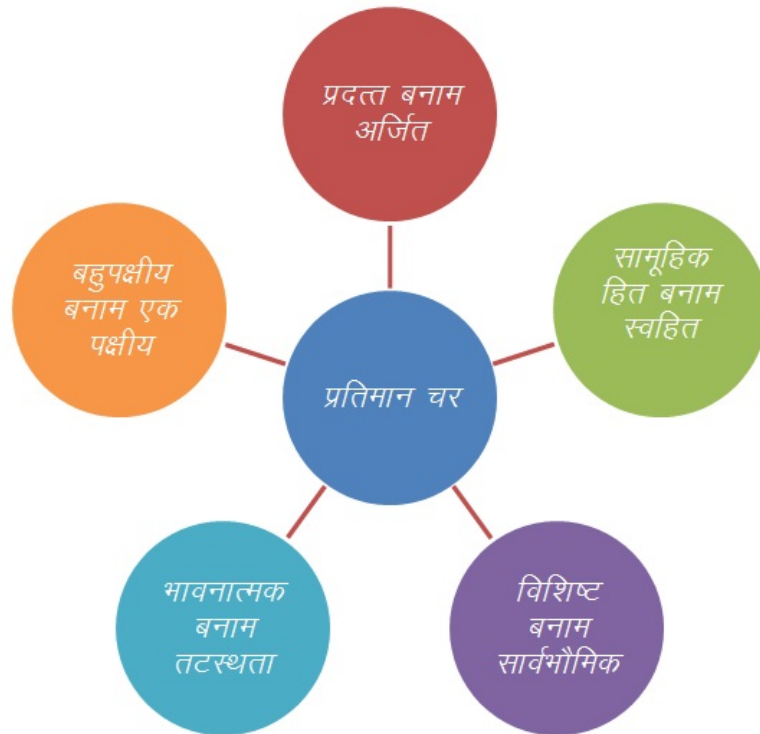 प्रदत्त बनाम
अर्जित
सामूहिक
हित बनाम
स्वहित
विशिष्ट
बनाम
सार्वभौमिक
भावनात्मक
बनाम
तटस्थता
बहुपक्षीय
बनाम एक
पक्षीय
प्रतिमान चर